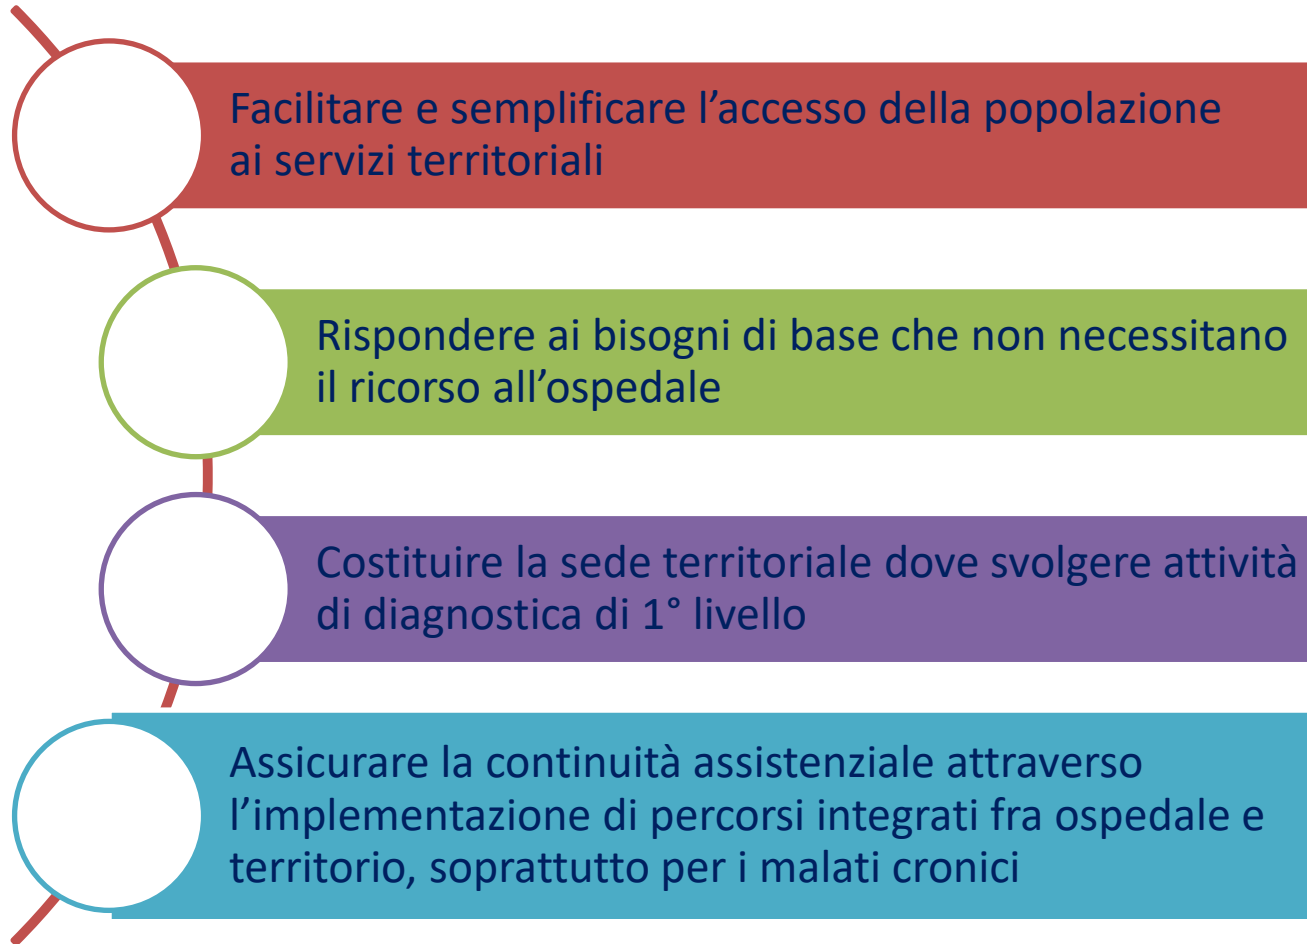 Facilitare e semplificare l’accesso della popolazione
ai servizi territoriali
Rispondere ai bisogni di base che non necessitano
il ricorso all’ospedale
Costituire la sede territoriale dove svolgere attività
di diagnostica di 1° livello
Assicurare la continuità assistenziale attraverso
l’implementazione di percorsi integrati fra ospedale e
territorio, soprattutto per i malati cronici